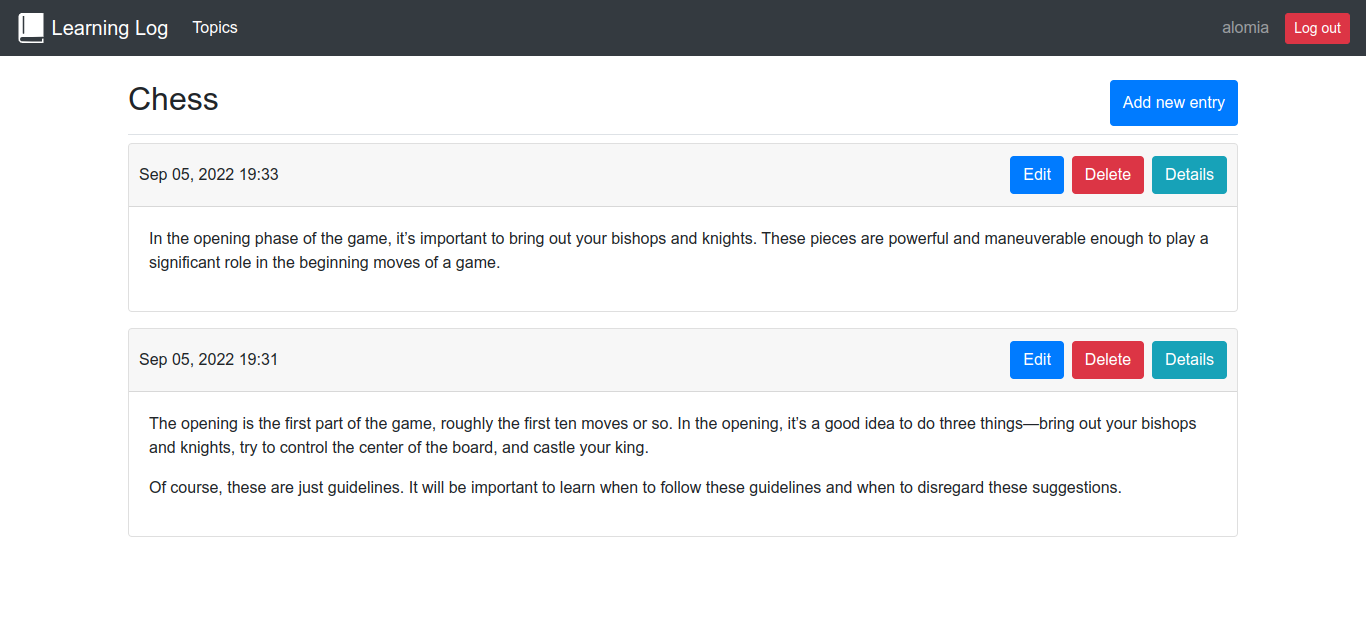 Learning Log Topics alomia Log out
Chess Add new entry
Sep 05, 2022 19:33 Edit Delete Details
In the opening phase of the game, it’s important to bring out your bishops and knights. These pieces are powerful and maneuverable enough to play a
significant role in the beginning moves of a game.
Sep 05, 2022 19:31 Edit Delete Details
The opening is the first part of the game, roughly the first ten moves or so. In the opening, it’s a good idea to do three things—bring out your bishops
and knights, try to control the center of the board, and castle your king.
Of course, these are just guidelines. It will be important to learn when to follow these guidelines and when to disregard these suggestions.